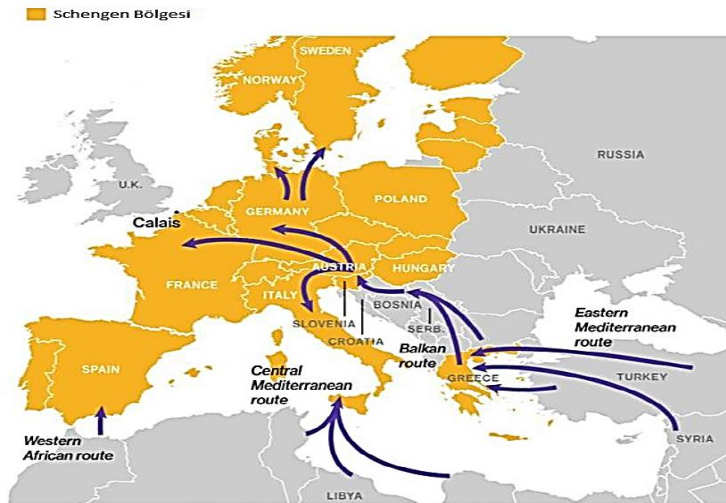 Schengen Bölgesi
SWEDEN
NORWAY
RUSSIA
U.K.
POLAND
Calais
GERMANY
UKRAINE
AUSTRIA
HUNGARY
FRANCE
ITALY
BOSNIA
SLOVENIA
SERB.
CROATIA
Eastern
Mediterranean
route
Balkan
route
SPAIN
Central
Mediterranean
route
GREECE
TURKEY
Western
African route
SYRIA
LIBYA